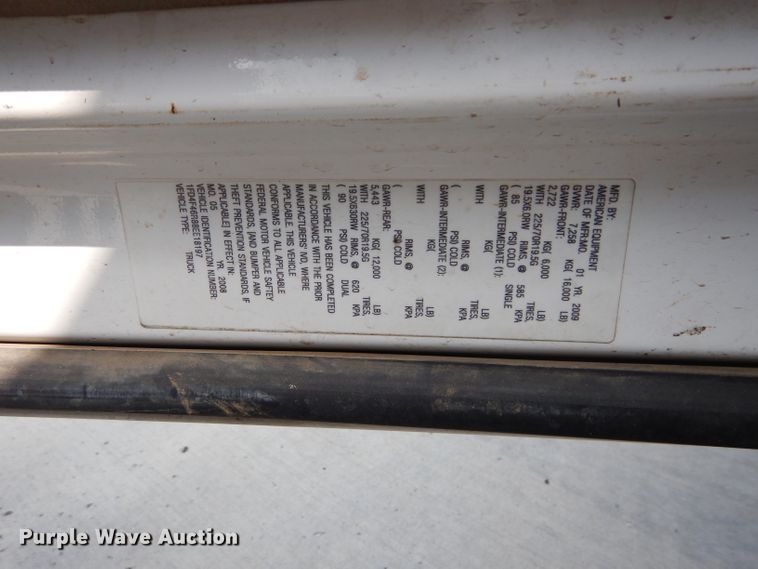 MFD. BY:
AMERICAN EQUIPMENT
DATE OF MFR:MO. 01 YR. 2009
GVWR: 7,258 KG( 16,000 LB)
GAWR-FRONT:
2,722 KG( 6,000 LB)
WITH 225/70R19.5G TIRES,
19.5X6.0RW RIMS, @ 585 KPA
( 85 PSI) COLD SINGLE
GAWR-INTERMEDIATE (1):
KG( LB)
WITH TIRES,
RIMS, @ KPA
( PSI) COLD
GAWR-INTERMEDIATE (2):
KG( LB)
WITH TIRES,
RIMS, @ KPA
( PSI) COLD
GAWR-REAR:
5,443 KG( 12,000 LB)
WITH 225/70R19.5G TIRES,
19.5X6.0RW RIMS, @ 620 KPA
( 90 PSI) COLD DUAL
THIS VEHICLE HAS BEEN COMPLETED
IN ACCORDANCE WITH THE PRIOR
MANUFACTURERS' IVD, WHERE
APPLICABLE. THIS VEHICLE
CONFORMS TO ALL APPLICABLE
FEDERAL MOTOR VEHICLE SAFTEY
STANDARDS, [AND BUMPER AND
THEFT PREVENTION STANDARDS, IF
APPLICABLE] IN EFFECT IN:
MO. 05 YR. 2008
VEHICLE IDENTIFICATION NUMBER:
1FD4F46R88EE18197
VEHICLE TYPE: TRUCK
Purple Wave Auction